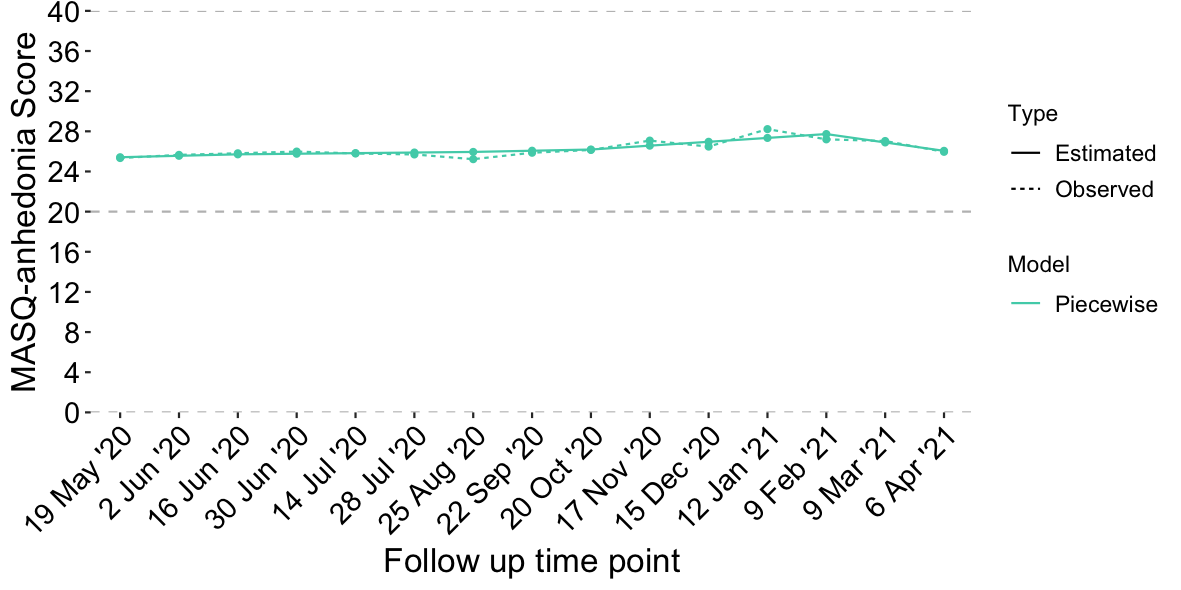 MASQ-anhedonia Score
40
36
32
28
24
20
16
12
8
4
0
19 May '20
2 Jun '20
16 Jun '20
30 Jun '20
14 Jul '20
28 Jul '20
25 Aug '20
22 Sep '20
20 Oct '20
17 Nov '20
15 Dec '20
12 Jan '21
9 Feb '21
9 Mar '21
6 Apr '21
Follow up time point
Type
Estimated
Observed
Model
Piecewise